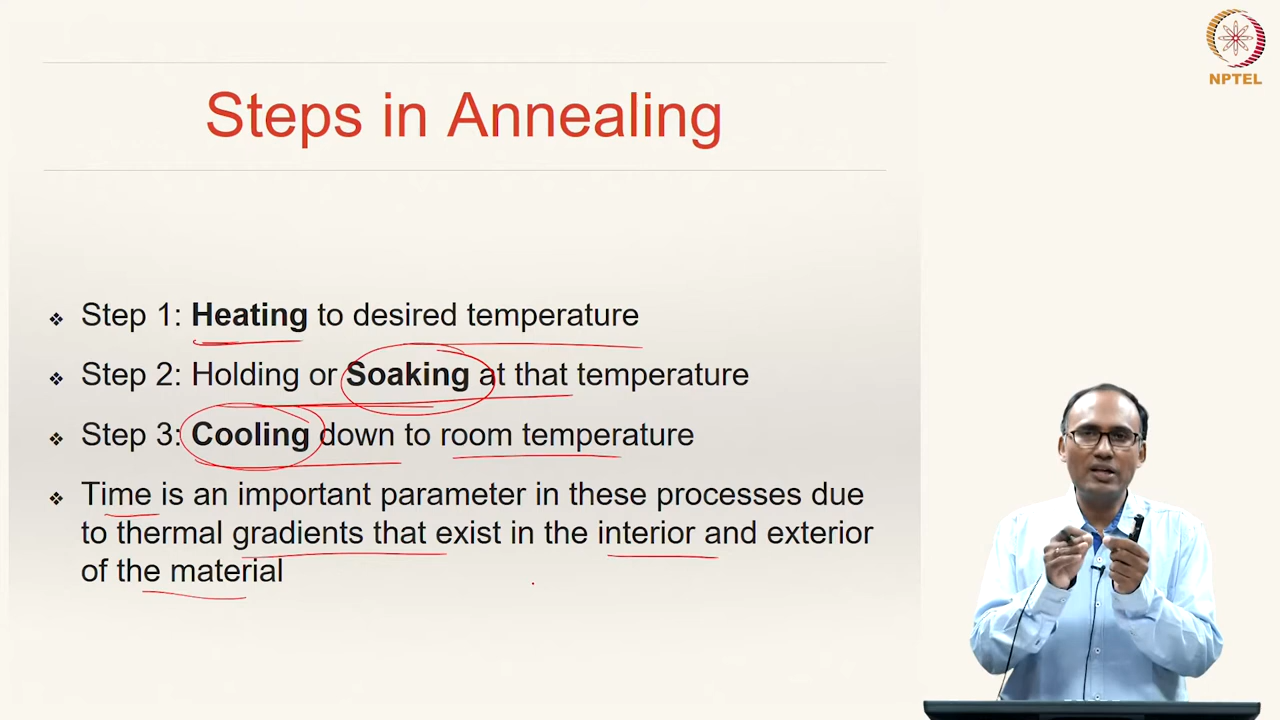 NPTEL
Steps in Annealing
❖ Step 1: Heating to desired temperature
❖ Step 2: Holding or Soaking at that temperature
❖ Step 3: Cooling down to room temperature
❖ Time is an important parameter in these processes due
to thermal gradients that exist in the interior and exterior
of the material